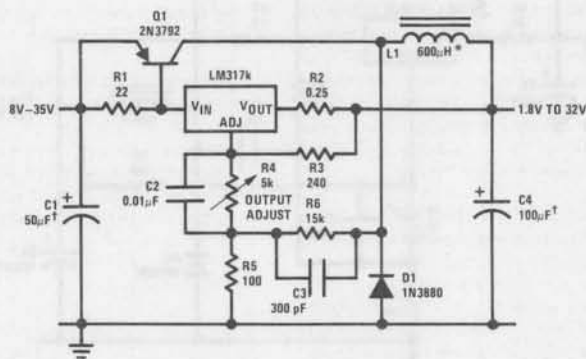 Q1
2N3792
L1
600μH*
R1
22
LM317k
R2
0.25
8V–35V
VIN
VOUT
1.8V TO 32V
ADJ
R4
5k
R3
240
C2
0.01μF
OUTPUT
ADJUST
R6
15k
+
C1
50μF†
+
C4
100μF†
R5
100
C3
300 pF
D1
1N3880